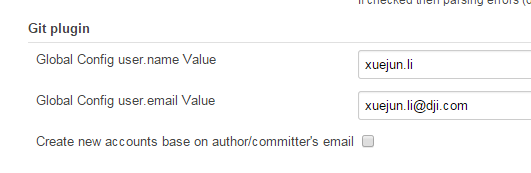 If checked then parsing errors (
Git plugin
Global Config user.name Value
xuejun.li
Global Config user.email Value
xuejun.li@dji.com
Create new accounts base on author/committer's email